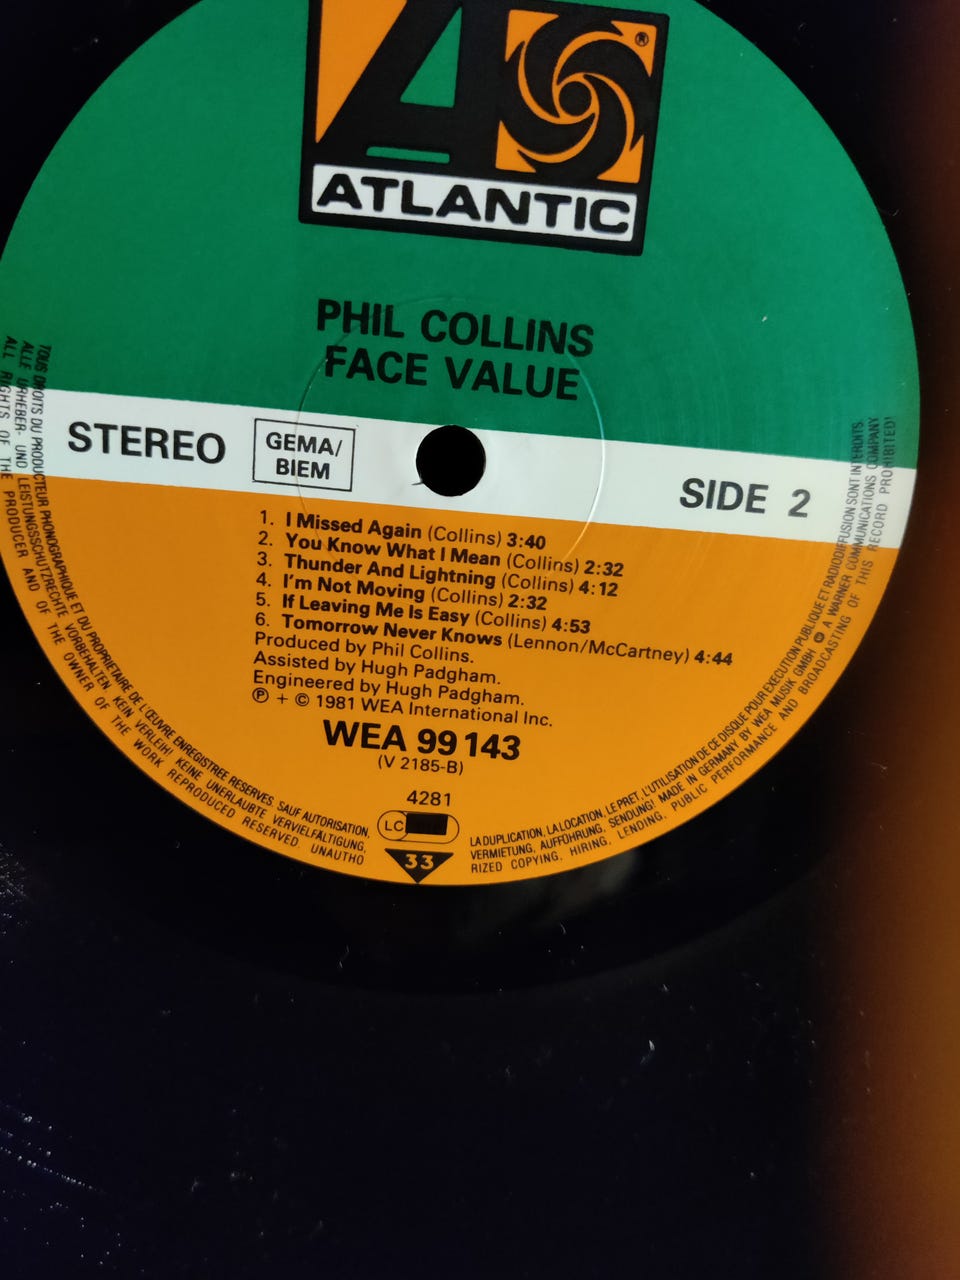 ATLANTIC
®
PHIL COLLINS
FACE VALUE
STEREO
GEMA/
BIEM
SIDE 2
1. I Missed Again (Collins) 3:40
2. You Know What I Mean (Collins) 2:32
3. Thunder And Lightning (Collins) 4:12
4. I'm Not Moving (Collins) 2:32
5. If Leaving Me Is Easy (Collins) 4:53
6. Tomorrow Never Knows (Lennon/McCartney) 4:44
Produced by Phil Collins.
Assisted by Hugh Padgham.
Engineered by Hugh Padgham.
℗ + © 1981 WEA International Inc.
WEA 99 143
(V 2185-B)
4281
LC
33
TOUS DROITS DU PRODUCTEUR PHONOGRAPHIQUE ET DU PROPRIETAIRE DE L'ŒUVRE ENREGISTREE RESERVES. SAUF AUTORISATION,
LA DUPLICATION, LA LOCATION, LE PRET, L'UTILISATION DE CE DISQUE POUR EXECUTION PUBLIQUE ET RADIODIFFUSION SONT INTERDITS.
ALLE URHEBER- UND LEISTUNGSSCHUTZRECHTE VORBEHALTEN. KEIN VERLEIH! KEINE UNERLAUBTE VERVIELFÄLTIGUNG,
VERMIETUNG, AUFFÜHRUNG, SENDUNG! MADE IN GERMANY BY WEA MUSIK GMBH A WARNER COMMUNICATIONS COMPANY
ALL RIGHTS OF THE PRODUCER AND OF THE OWNER OF THE WORK REPRODUCED RESERVED. UNAUTHO
RIZED COPYING, HIRING, LENDING, PUBLIC PERFORMANCE AND BROADCASTING OF THIS RECORD PROHIBITED!